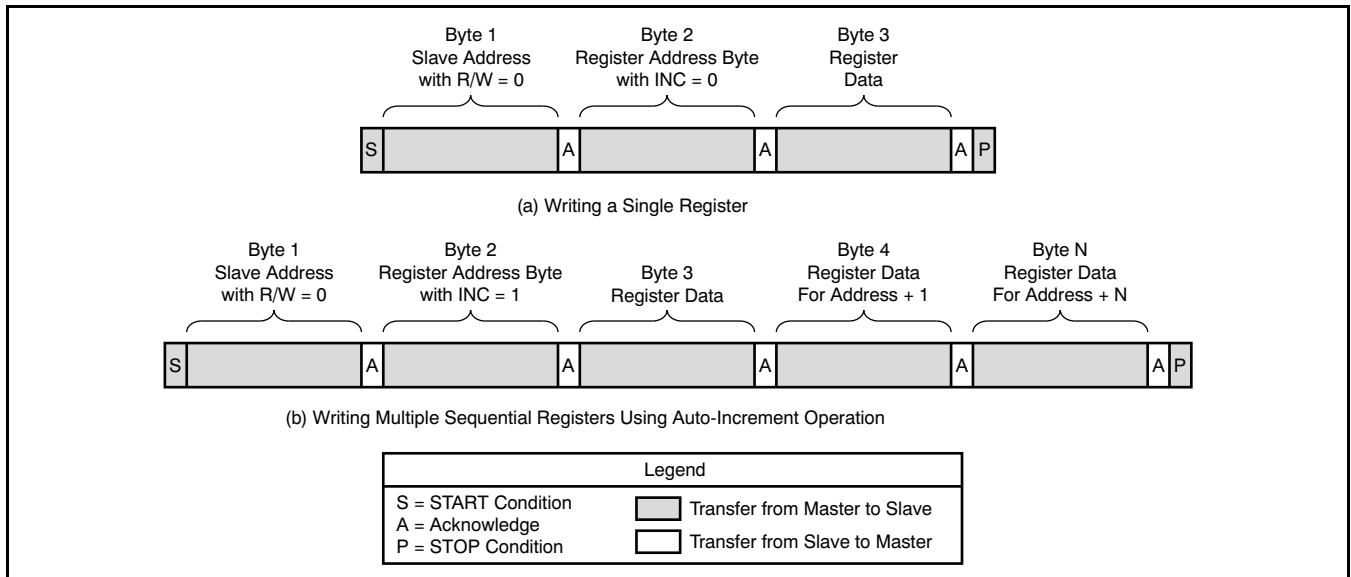 Byte 1
Slave Address
with R/W = 0
Byte 2
Register Address Byte
with INC = 0
Byte 3
Register
Data
S
A
A
A
P
(a) Writing a Single Register
Byte 1
Slave Address
with R/W = 0
Byte 2
Register Address Byte
with INC = 1
Byte 3
Register Data
Byte 4
Register Data
For Address + 1
Byte N
Register Data
For Address + N
S
A
A
A
A
A
P
(b) Writing Multiple Sequential Registers Using Auto-Increment Operation
Legend
S = START Condition
A = Acknowledge
P = STOP Condition
Transfer from Master to Slave
Transfer from Slave to Master